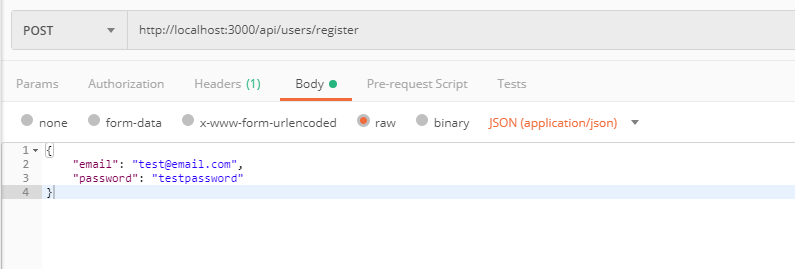 POST http://localhost:3000/api/users/register
Params Authorization Headers (1) Body Pre-request Script Tests
none form-data x-www-form-urlencoded raw binary JSON (application/json)
1 {
2 "email": "test@email.com",
3 "password": "testpassword"
4 }